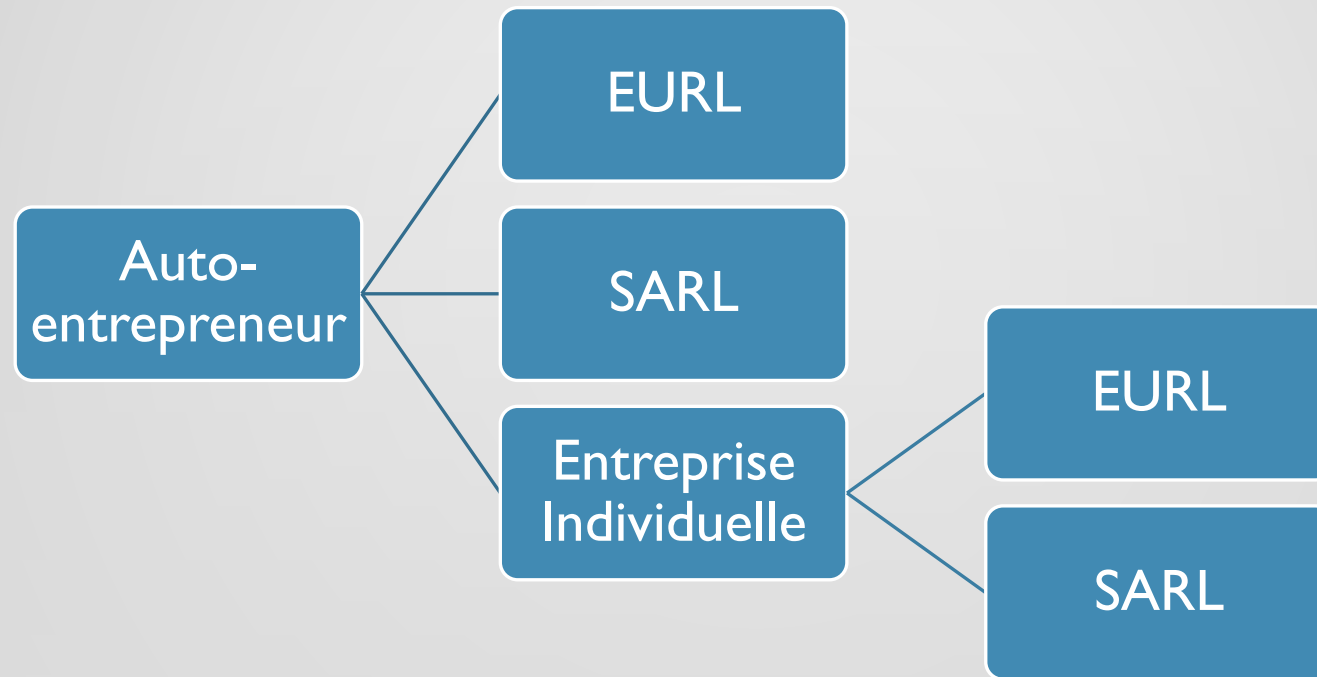 Auto-
entrepreneur
EURL
SARL
Entreprise
Individuelle
EURL
SARL